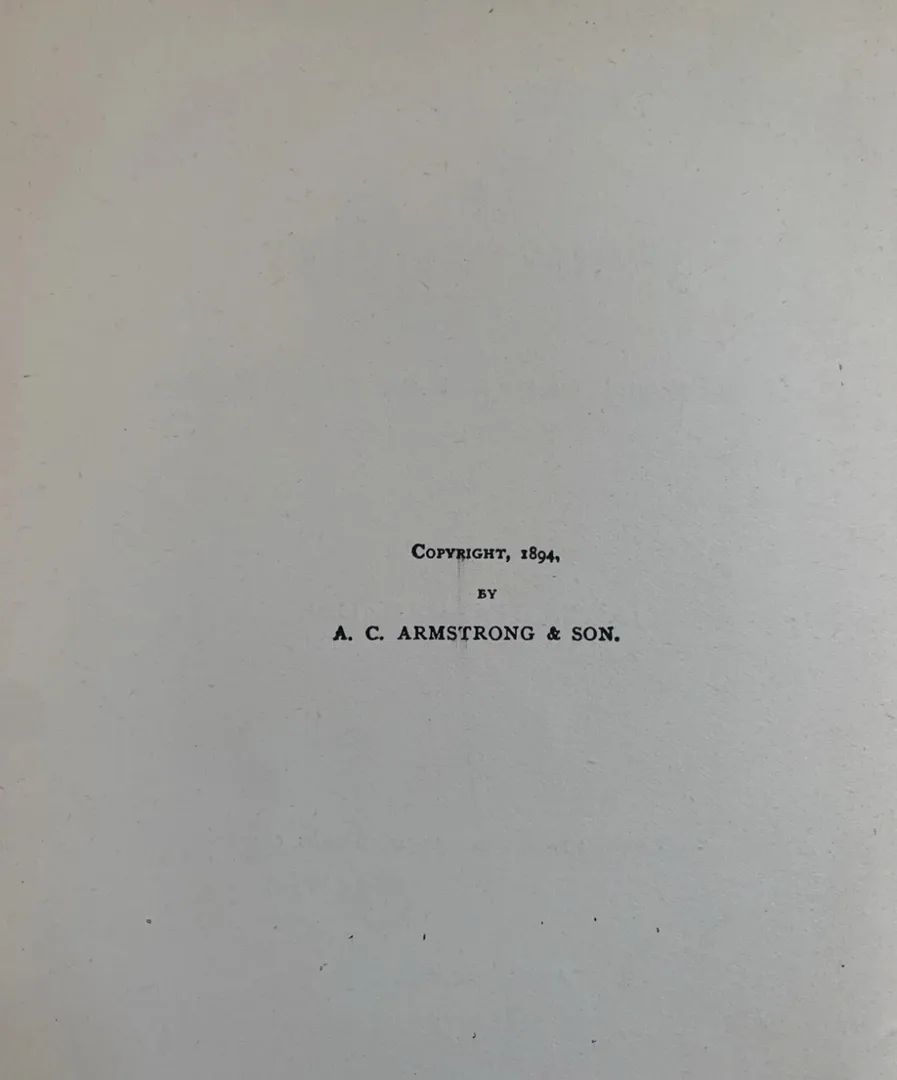 COPYRIGHT, 1894,
BY
A. C. ARMSTRONG & SON.